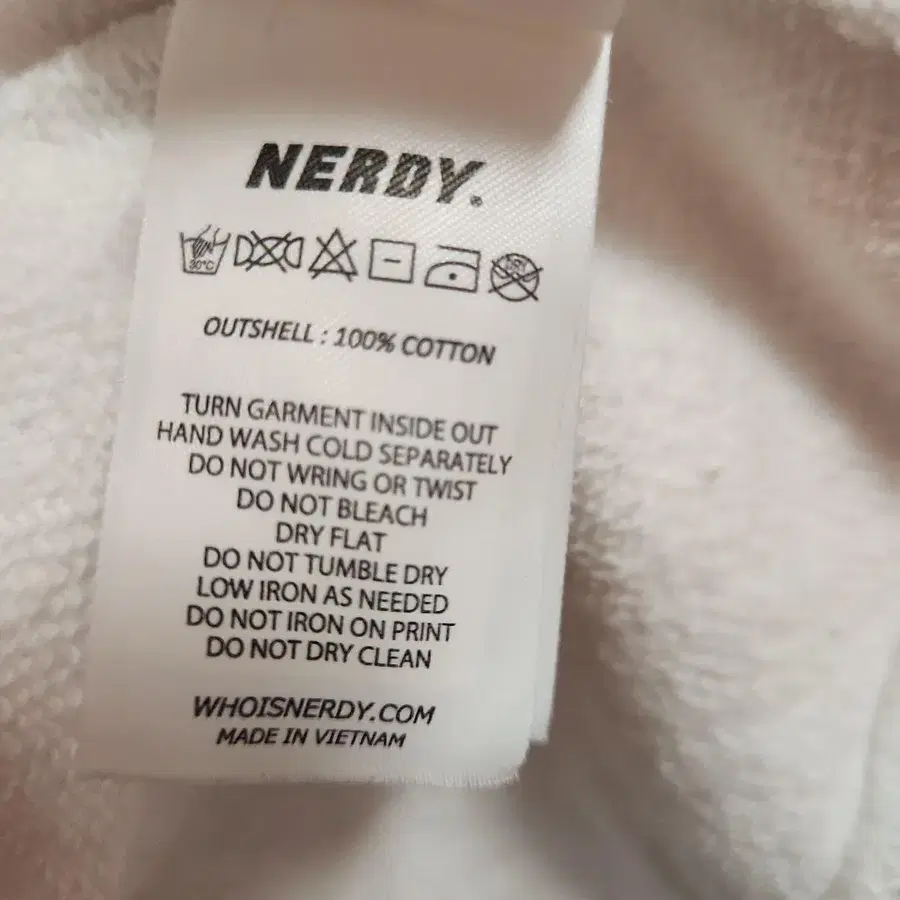 NERDY.
30°C DRY
OUTSHELL : 100% COTTON
TURN GARMENT INSIDE OUT
HAND WASH COLD SEPARATELY
DO NOT WRING OR TWIST
DO NOT BLEACH
DRY FLAT
DO NOT TUMBLE DRY
LOW IRON AS NEEDED
DO NOT IRON ON PRINT
DO NOT DRY CLEAN
WHOISNERDY.COM
MADE IN VIETNAM